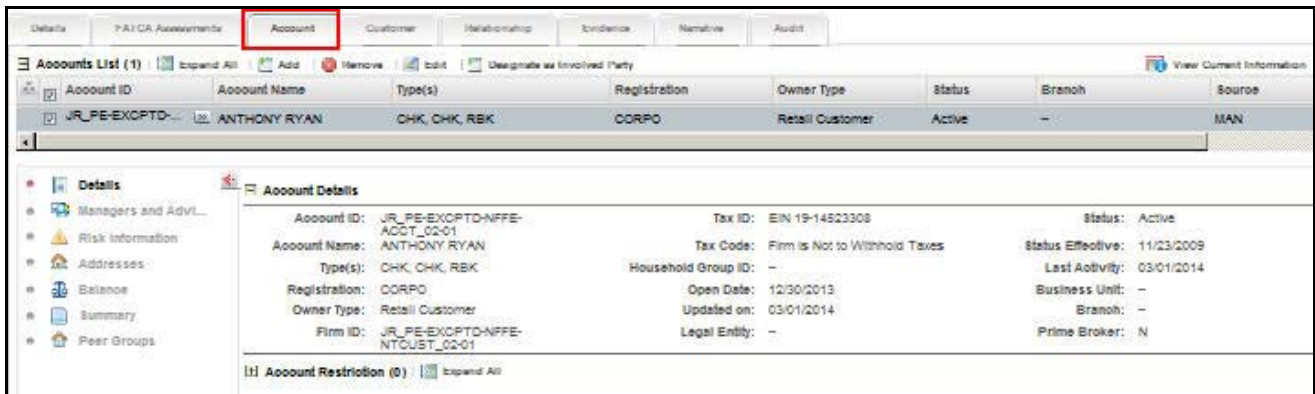 Details FATCA Assessments Account Customer Relationship Evidence Narrative Audit
Accounts List (1) Expand All Add Remove Edit Designate as Involved Party View Current Information
Account ID Account Name Type(s) Registration Owner Type Status Branch Source
JR_PE-EXCPTD-... ANTHONY RYAN CHK, CHK, RBK CORPO Retail Customer Active – MAN
Details
Managers and Advi...
Risk Information
Addresses
Balance
Summary
Peer Groups
Account Details
Account ID: JR_PE-EXCPTD-NFFE-ACCT_02-01 Tax ID: EIN 19-14523308 Status: Active
Account Name: ANTHONY RYAN Tax Code: Firm is Not to Withhold Taxes Status Effective: 11/23/2009
Type(s): CHK, CHK, RBK Household Group ID: – Last Activity: 03/01/2014
Registration: CORPO Open Date: 12/30/2013 Business Unit: –
Owner Type: Retail Customer Updated on: 03/01/2014 Branch: –
Firm ID: JR_PE-EXCPTD-NFFE-NTCUST_02-01 Legal Entity: – Prime Broker: N
Account Restriction (0) Expand All